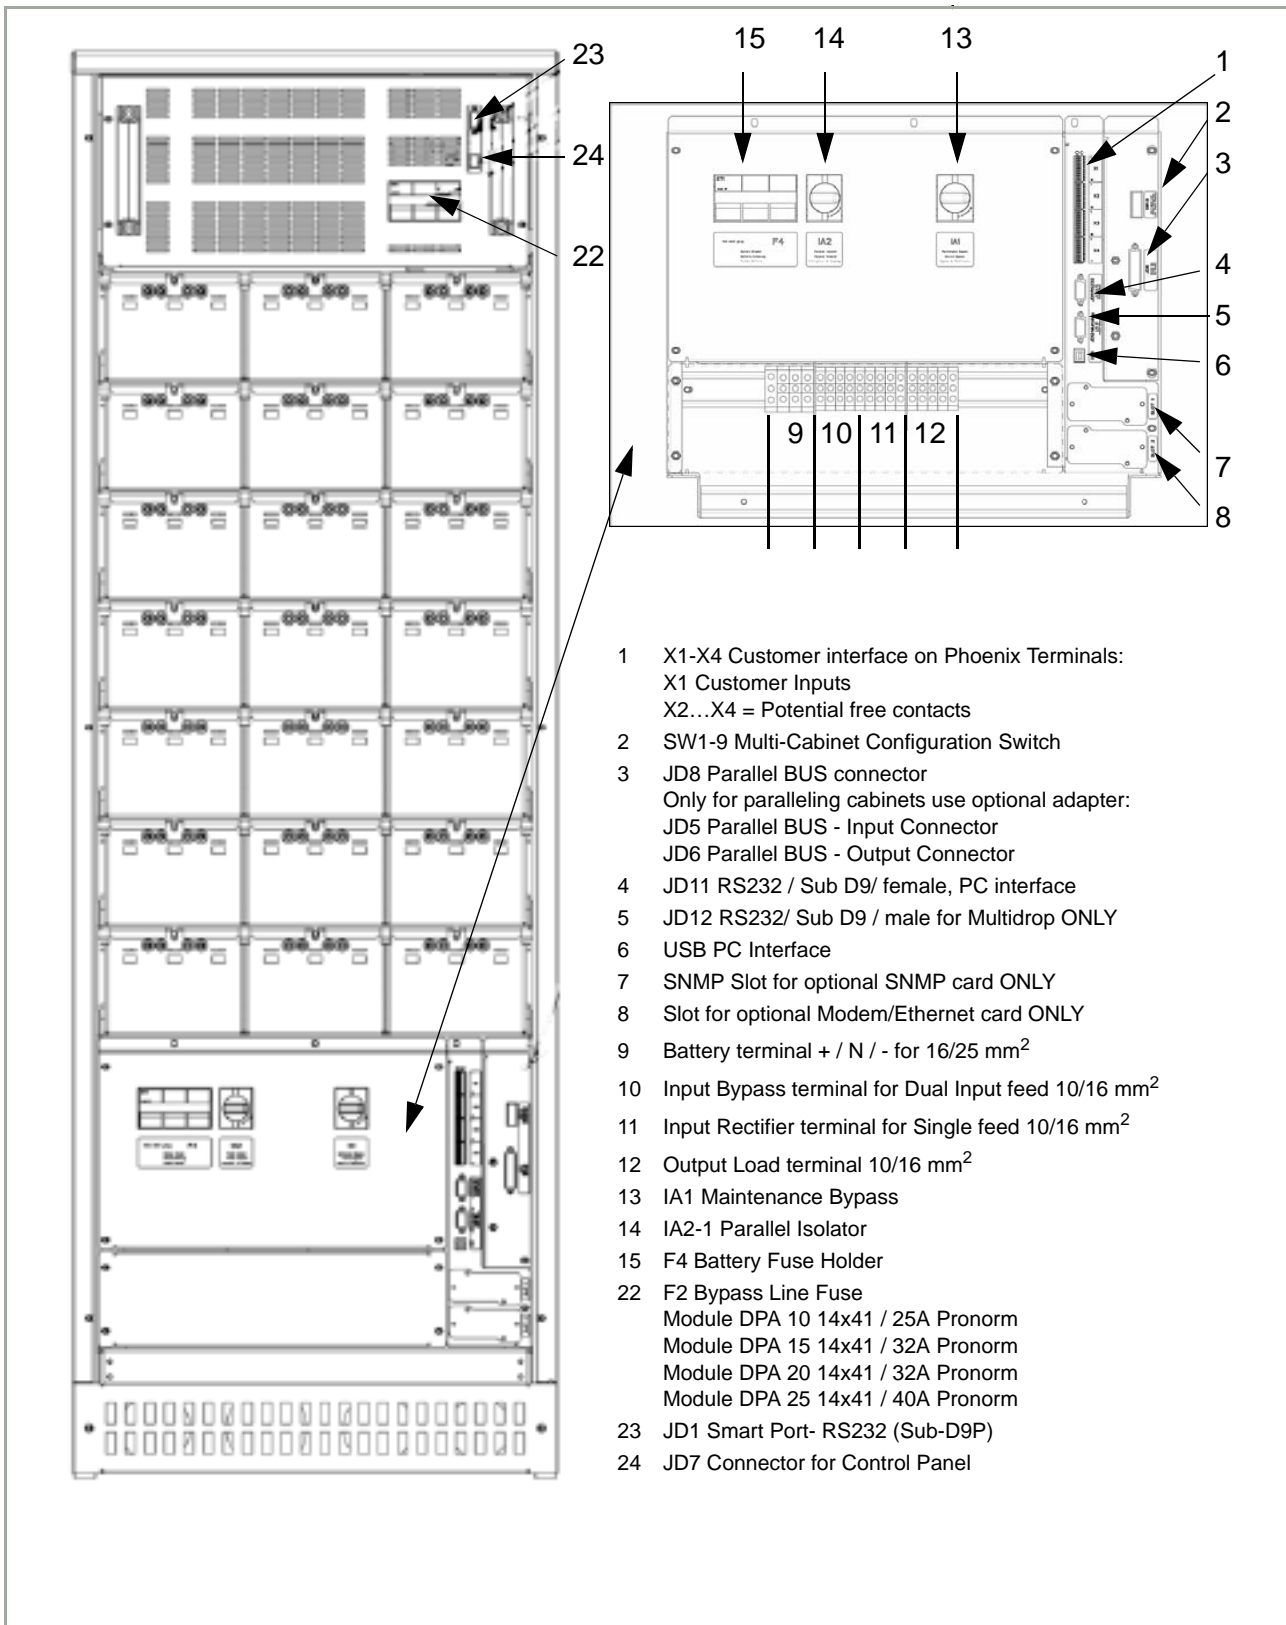 15 14 13
23
24
22
1
2
3
4
5
6
7
8
F4
IA2
IA1
X1
X2
X3
X4
SLOT 1
SLOT 2
9 10 11 12
1 X1-X4 Customer interface on Phoenix Terminals:
X1 Customer Inputs
X2…X4 = Potential free contacts
2 SW1-9 Multi-Cabinet Configuration Switch
3 JD8 Parallel BUS connector
Only for paralleling cabinets use optional adapter:
JD5 Parallel BUS - Input Connector
JD6 Parallel BUS - Output Connector
4 JD11 RS232 / Sub D9/ female, PC interface
5 JD12 RS232/ Sub D9 / male for Multidrop ONLY
6 USB PC Interface
7 SNMP Slot for optional SNMP card ONLY
8 Slot for optional Modem/Ethernet card ONLY
9 Battery terminal + / N / - for 16/25 mm²
10 Input Bypass terminal for Dual Input feed 10/16 mm²
11 Input Rectifier terminal for Single feed 10/16 mm²
12 Output Load terminal 10/16 mm²
13 IA1 Maintenance Bypass
14 IA2-1 Parallel Isolator
15 F4 Battery Fuse Holder
22 F2 Bypass Line Fuse
Module DPA 10 14x41 / 25A Pronorm
Module DPA 15 14x41 / 32A Pronorm
Module DPA 20 14x41 / 32A Pronorm
Module DPA 25 14x41 / 40A Pronorm
23 JD1 Smart Port- RS232 (Sub-D9P)
24 JD7 Connector for Control Panel